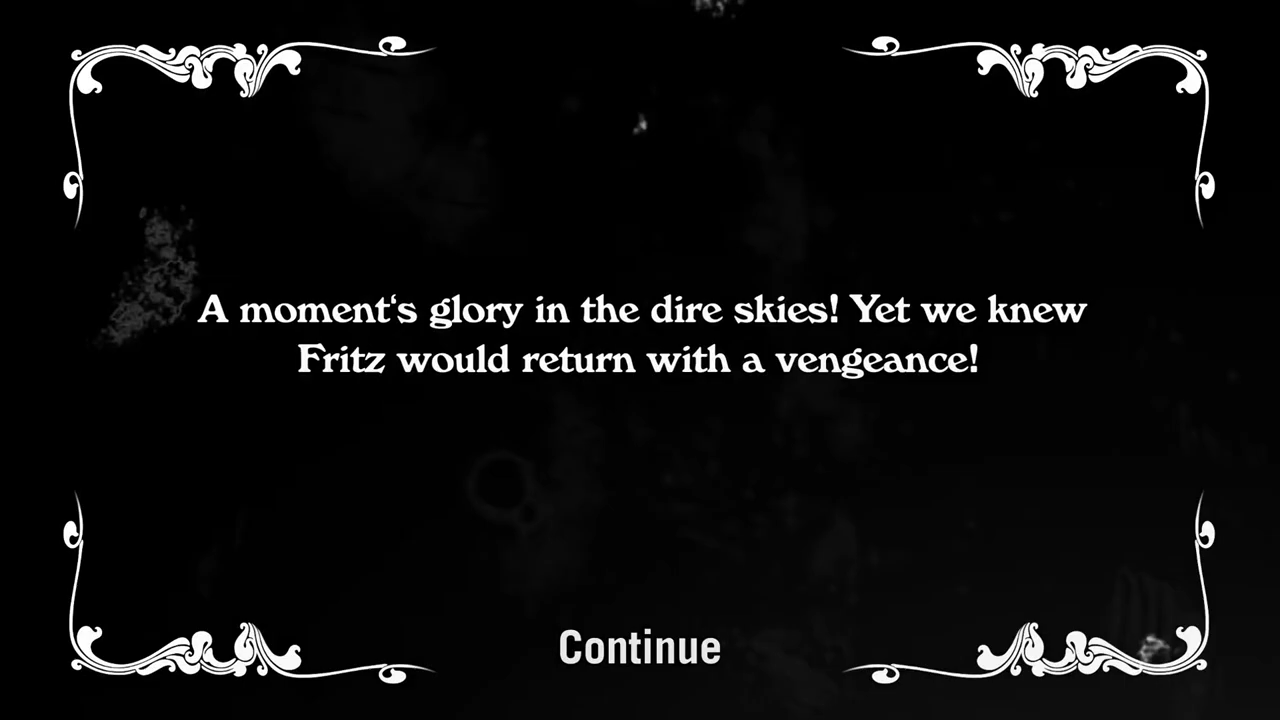 A moment‘s glory in the dire skies! Yet we knew
Fritz would return with a vengeance!
Continue